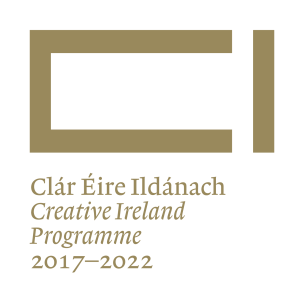 Clár Éire Ildánach
Creative Ireland
Programme
2017–2022